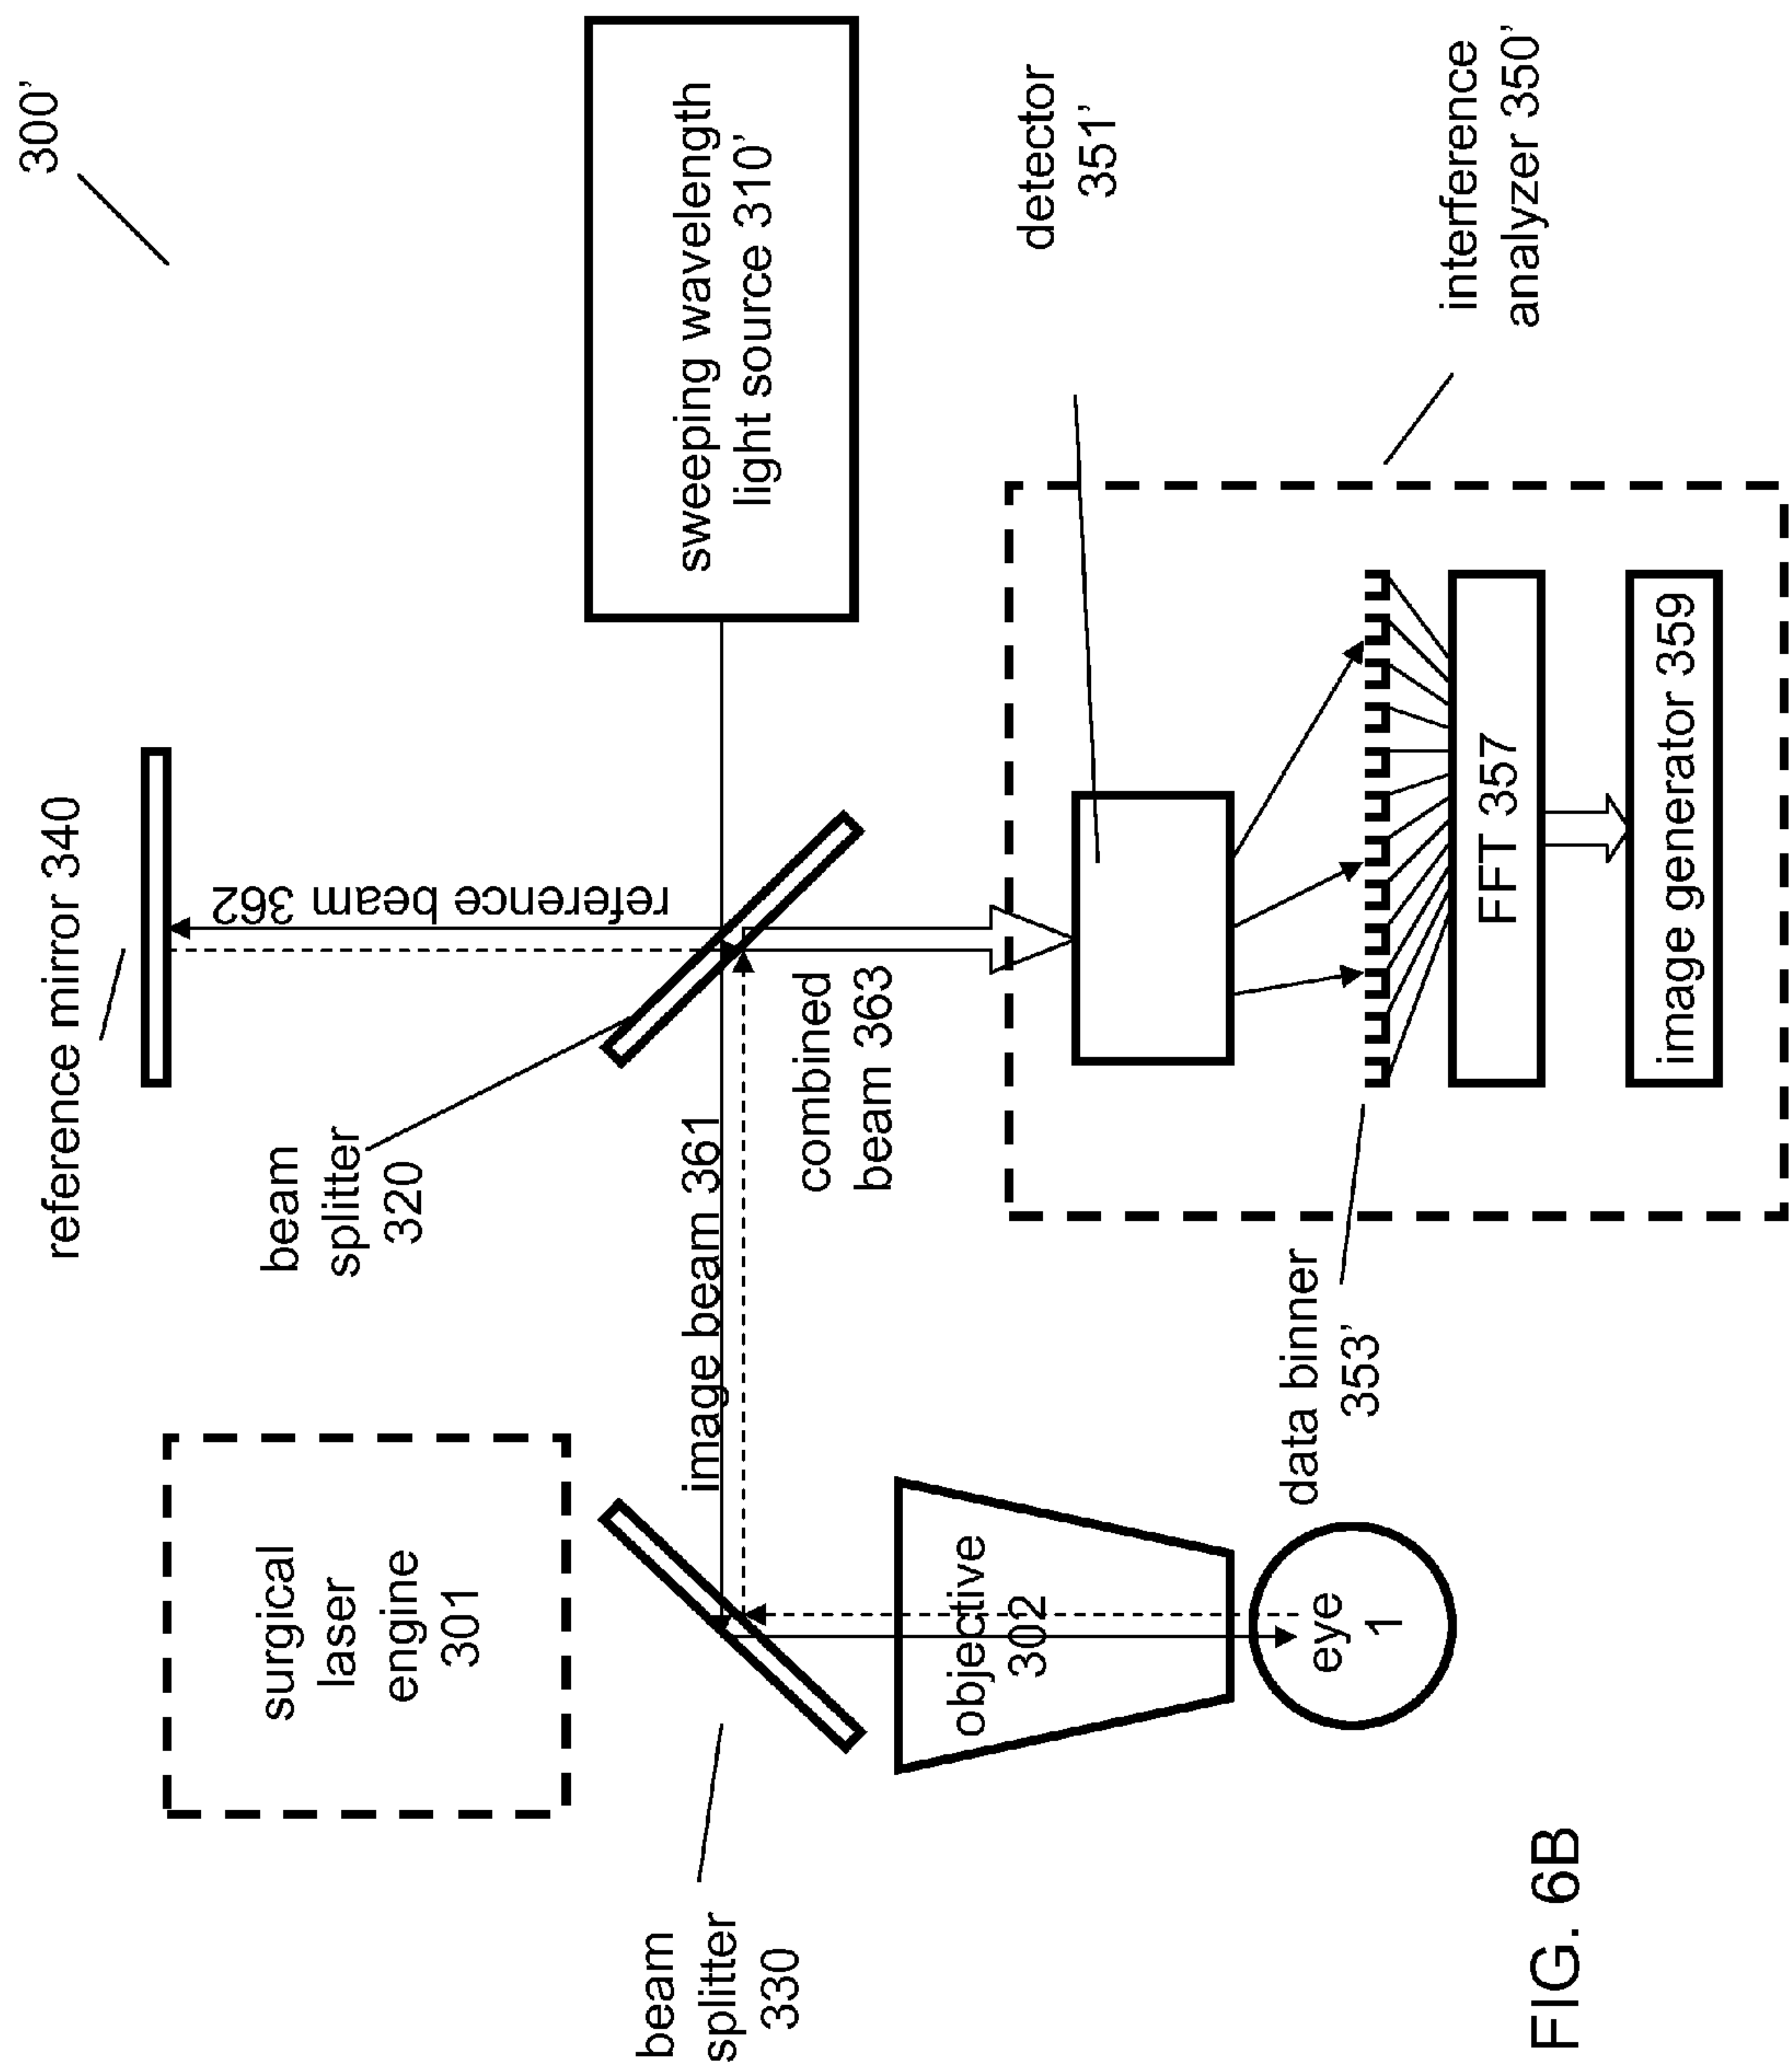 300'
reference mirror 340
beam
splitter
320
surgical
laser
engine
301
reference beam 362
sweeping wavelength
light source 310'
image beam 361
combined
beam 363
beam
splitter
330
objective
302
eye
1
detector
351'
data binner
353'
FFT 357
image generator 359
interference
analyzer 350'
FIG. 6B